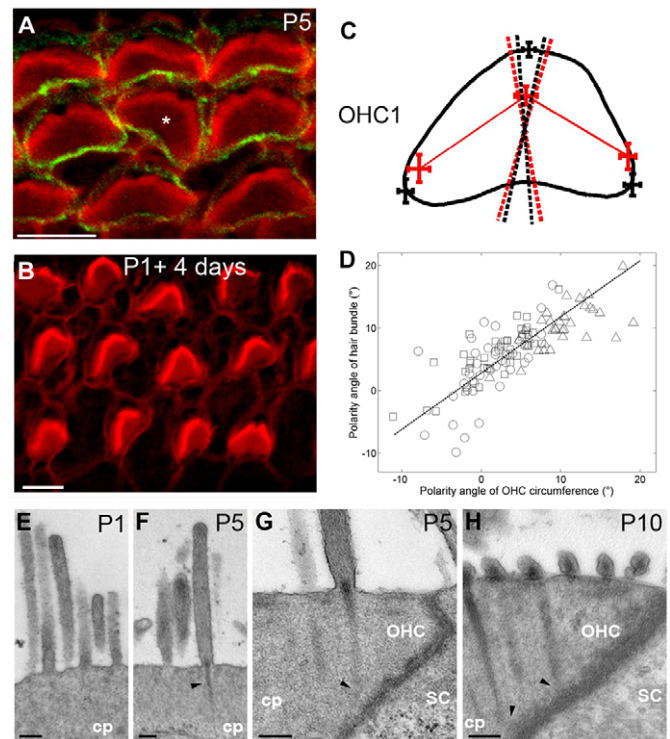 A P5
*
C
OHC1
B P1+ 4 days
D
Polarity angle of hair bundle (°)
20
10
0
-10
-10 0 10 20
Polarity angle of OHC circumference (°)
E P1
cp
F P5
cp
G P5
OHC
cp
SC
H P10
OHC
cp
SC